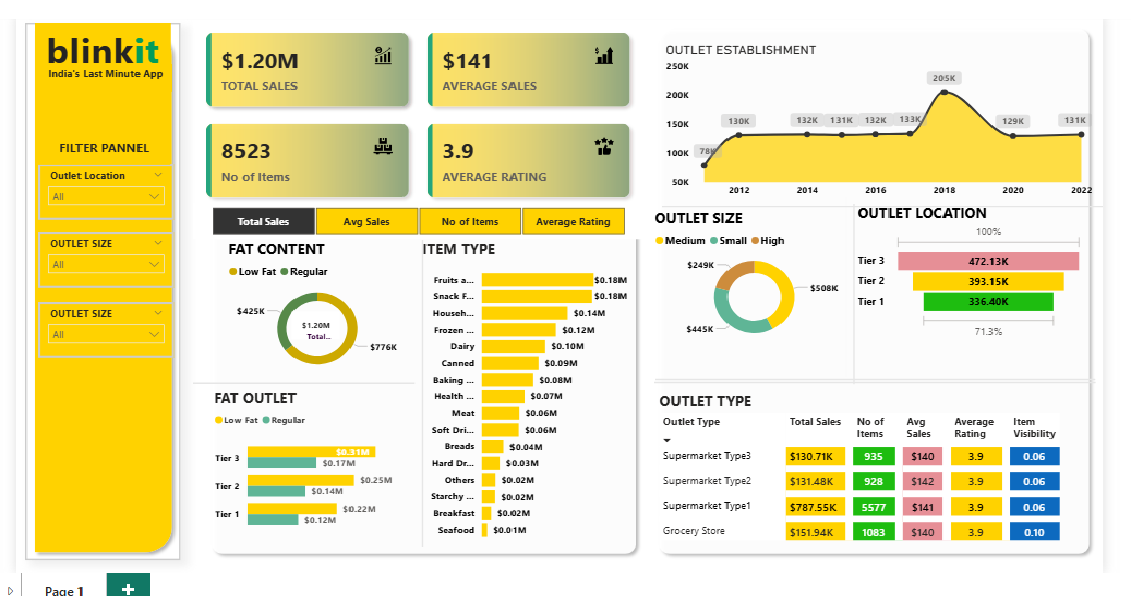 blinkit
India's Last Minute App
FILTER PANNEL
Outlet Location
All
OUTLET SIZE
All
OUTLET SIZE
All
$1.20M
TOTAL SALES
$141
AVERAGE SALES
8523
No of Items
3.9
AVERAGE RATING
Total Sales
Avg Sales
No of Items
Average Rating
FAT CONTENT
Low Fat Regular
$425K
$1.20M
Total...
$776K
FAT OUTLET
Low Fat Regullar
Tier 3
$0.31M
$0.17M
Tier 2
$0.25M
$0.14M
Tier 1
$0.22M
$0.12M
ITEM TYPE
Fruits a... $0.18M
Snack F... $0.18M
Househ... $0.14M
Frozen ... $0.12M
Dairy $0.10M
Canned $0.09M
Baking ... $0.08M
Health ... $0.07M
Meat $0.06M
Soft Dri... $0.06M
Breads $0.04M
Hard Dr... $0.03M
Others $0.02M
Starchy ... $0.02M
Breakfast $0.02M
Seafood $0.01M
OUTLET ESTABLISHMENT
250K
200K
150K
100K
50K
78K
130K
132K
131K
132K
133K
205K
129K
131K
2012 2014 2016 2018 2020 2022
OUTLET SIZE
Medium Small High
$249K
$508K
$445K
OUTLET LOCATION
100%
Tier 3 472.13K
Tier 2 393.15K
Tier 1 336.40K
71.3%
OUTLET TYPE
Outlet Type Total Sales No of Items Avg Sales Average Rating Item Visibility
Supermarket Type3 $130.71K 935 $140 3.9 0.06
Supermarket Type2 $131.48K 928 $142 3.9 0.06
Supermarket Type1 $787.55K 5577 $141 3.9 0.06
Grocery Store $151.94K 1083 $140 3.9 0.10
Page 1